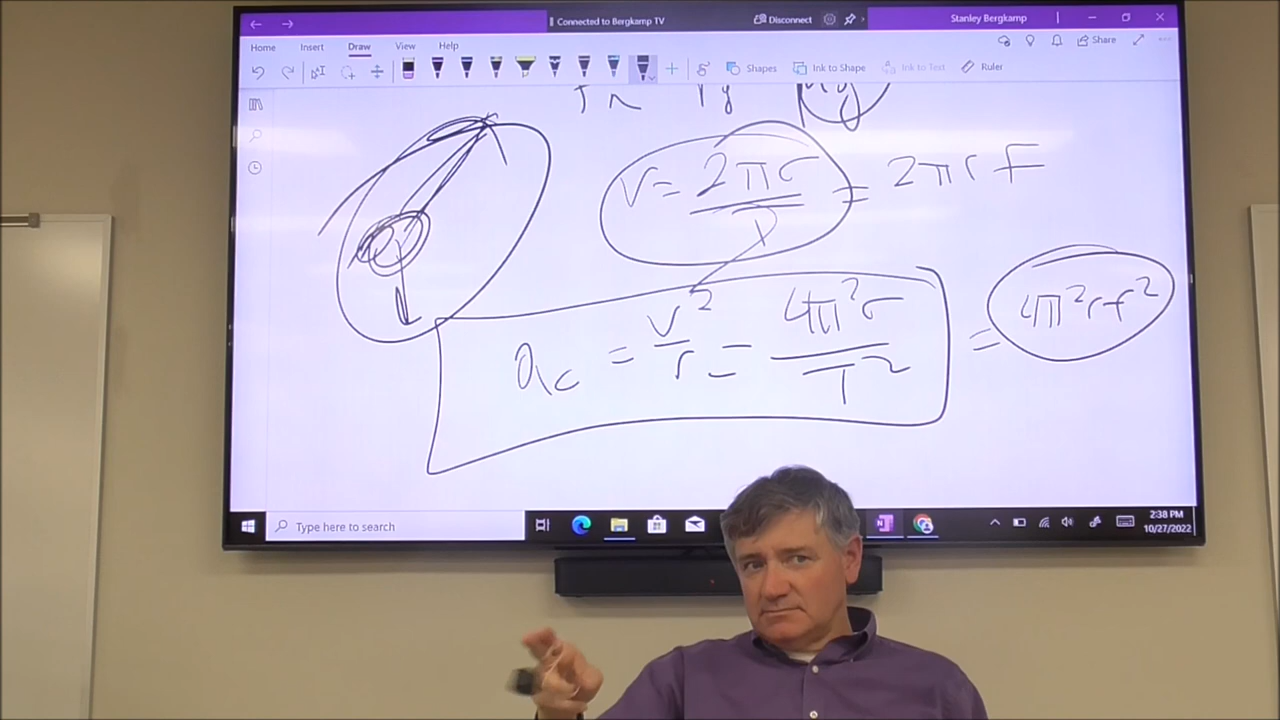 Connected to Bergkamp TV
Disconnect
Stanley Bergkamp
Home Insert Draw View Help
Share
Shapes Ink to Shape Ink to Text Ruler
v = 2πr / P = 2πr f
a_c = v² / r = 4π²r / T² = 4π²rf²
Type here to search
2:38 PM
10/27/2022